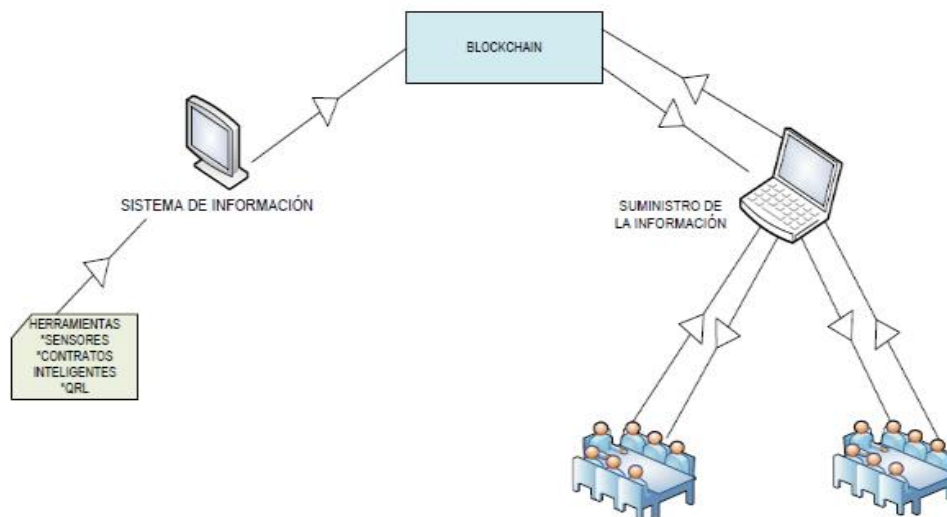 BLOCKCHAIN
SISTEMA DE INFORMACIÓN
SUMINISTRO DE
LA INFORMACIÓN
HERRAMIENTAS
*SENSORES
*CONTRATOS
INTELIGENTES
*QRL